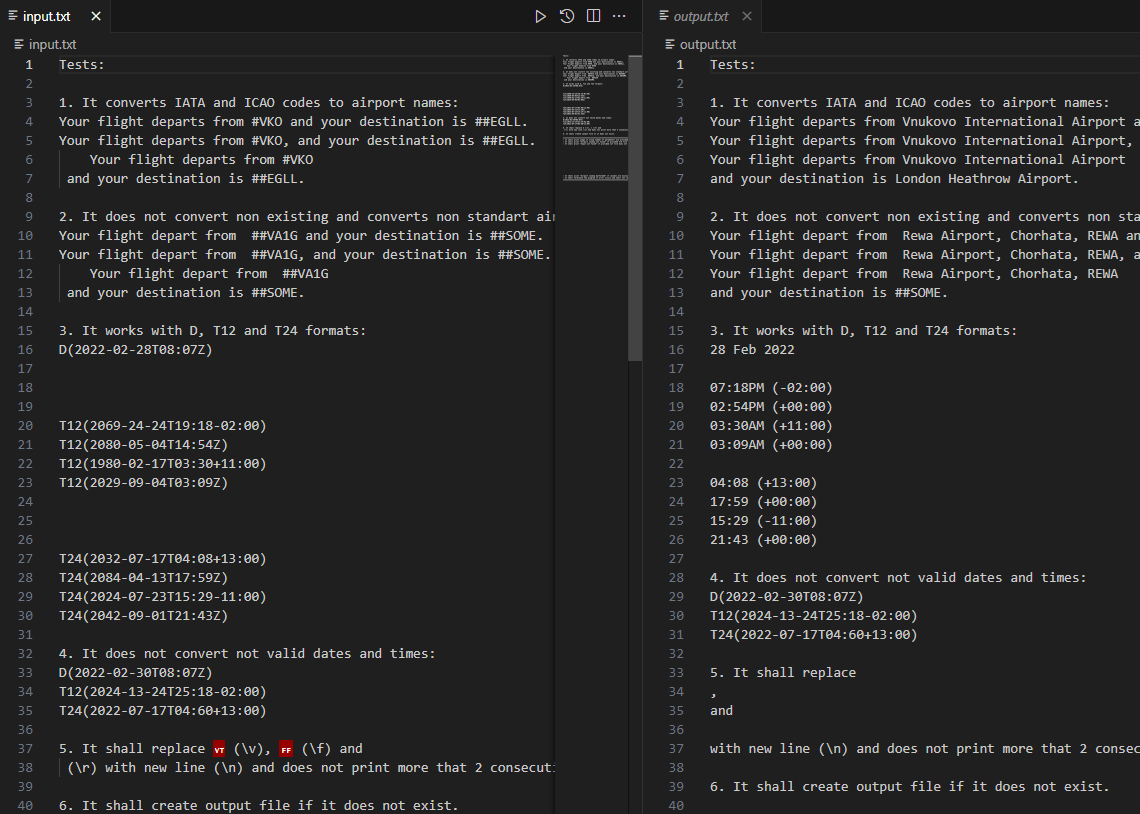 input.txt
input.txt
1 Tests:
2
3 1. It converts IATA and ICAO codes to airport names:
4 Your flight departs from #VKO and your destination is ##EGLL.
5 Your flight departs from #VKO, and your destination is ##EGLL.
6 Your flight departs from #VKO
7 and your destination is ##EGLL.
8
9 2. It does not convert non existing and converts non standart
10 Your flight depart from  ##VA1G and your destination is ##SOME.
11 Your flight depart from  ##VA1G, and your destination is ##SOME.
12 Your flight depart from  ##VA1G
13 and your destination is ##SOME.
14
15 3. It works with D, T12 and T24 formats:
16 D(2022-02-28T08:07Z)
17
18
19
20 T12(2069-24-24T19:18-02:00)
21 T12(2080-05-04T14:54Z)
22 T12(1980-02-17T03:30+11:00)
23 T12(2029-09-04T03:09Z)
24
25
26
27 T24(2032-07-17T04:08+13:00)
28 T24(2084-04-13T17:59Z)
29 T24(2024-07-23T15:29-11:00)
30 T24(2042-09-01T21:43Z)
31
32 4. It does not convert not valid dates and times:
33 D(2022-02-30T08:07Z)
34 T12(2024-13-24T25:18-02:00)
35 T24(2022-07-17T04:60+13:00)
36
37 5. It shall replace VT (\v), FF (\f) and
38 (\r) with new line (\n) and does not print more that 2
39
40 6. It shall create output file if it does not exist.
output.txt
output.txt
1 Tests:
2
3 1. It converts IATA and ICAO codes to airport names:
4 Your flight departs from Vnukovo International Airport
5 Your flight departs from Vnukovo International Airport,
6 Your flight departs from Vnukovo International Airport
7 and your destination is London Heathrow Airport.
8
9 2. It does not convert non existing and converts non
10 Your flight depart from  Rewa Airport, Chorhata, REWA
11 Your flight depart from  Rewa Airport, Chorhata, REWA,
12 Your flight depart from  Rewa Airport, Chorhata, REWA
13 and your destination is ##SOME.
14
15 3. It works with D, T12 and T24 formats:
16 28 Feb 2022
17
18 07:18PM (-02:00)
19 02:54PM (+00:00)
20 03:30AM (+11:00)
21 03:09AM (+00:00)
22
23 04:08 (+13:00)
24 17:59 (+00:00)
25 15:29 (-11:00)
26 21:43 (+00:00)
27
28 4. It does not convert not valid dates and times:
29 D(2022-02-30T08:07Z)
30 T12(2024-13-24T25:18-02:00)
31 T24(2022-07-17T04:60+13:00)
32
33 5. It shall replace
34 ,
35 and
36
37 with new line (\n) and does not print more that 2
38
39 6. It shall create output file if it does not exist.
40